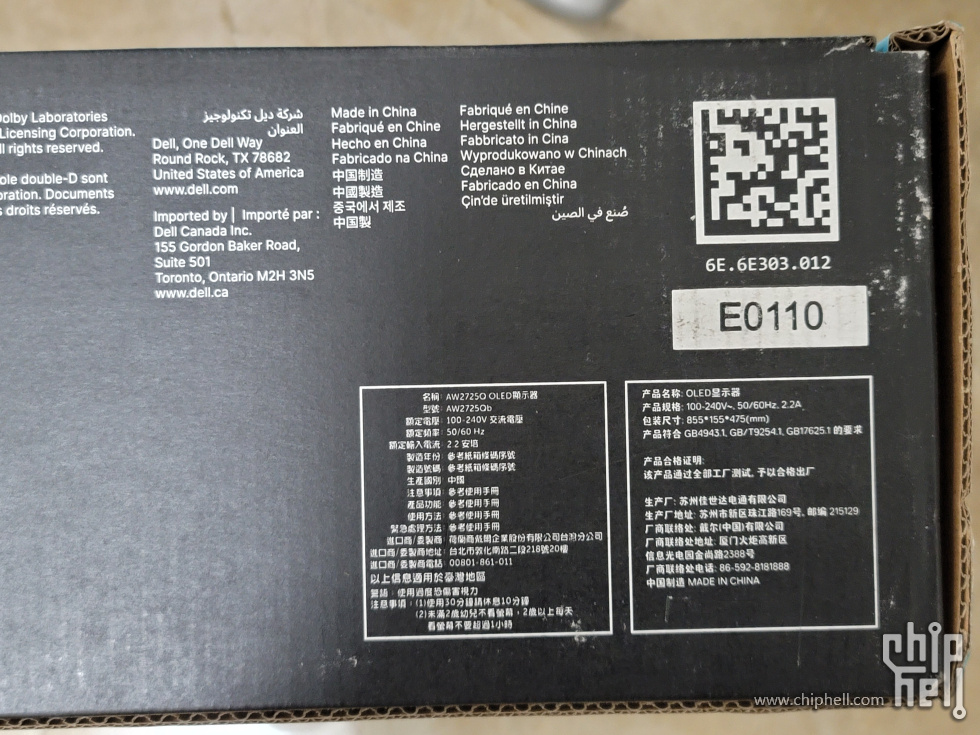 Dolby Laboratories
Licensing Corporation.
All rights reserved.
double-D sont
Documents
droits réservés.
شركة ديل تكنولوجيز
العنوان
Dell, One Dell Way
Round Rock, TX 78682
United States of America
www.dell.com
Imported by | Importé par :
Dell Canada Inc.
155 Gordon Baker Road,
Suite 501
Toronto, Ontario M2H 3N5
www.dell.ca
Made in China
Fabriqué en Chine
Hecho en China
Fabricado na China
中国制造
中國製造
중국에서 제조
中国製
Fabriqué en Chine
Hergestellt in China
Fabbricato in Cina
Wyprodukowano w Chinach
Сделано в Китае
Fabricado en China
Çin'de üretilmiştir
صُنع في الصين
6E.6E303.012
E0110
名稱: AW2725Q OLED顯示器
型號: AW2725Qb
額定電壓: 100-240V 交流電壓
額定頻率: 50/60 Hz
額定輸入電流: 2.2 安培
製造年份: 參考紙箱條碼序號
製造號碼: 參考紙箱條碼序號
生產國別: 中國
注意事項: 參考使用手冊
產品功能: 參考使用手冊
使用方法: 參考使用手冊
緊急處理方法: 參考使用手冊
進口商/委製商: 荷蘭商戴爾企業股份有限公司台灣分公司
進口商/委製商地址: 台北市敦化南路二段218號20樓
進口商/委製商電話: 00801-861-011
以上信息適用於臺灣地區
警語: 使用過度恐傷害視力
注意事項: (1)使用30分鐘請休息10分鐘
(2)未滿2歲幼兒不看螢幕，2歲以上每天
看螢幕不要超過1小時
产品名称: OLED显示器
产品规格: 100-240V~, 50/60Hz, 2.2A
包装尺寸: 855*155*475(mm)
产品符合 GB4943.1, GB/T9254.1, GB17625.1 的要求
产品合格证明:
该产品通过全部工厂测试, 予以合格出厂
生产厂: 苏州佳世达电通有限公司
生产厂地址: 苏州市新区珠江路169号, 邮编 215129
厂商联络处: 戴尔(中国)有限公司
厂商联络处地址: 厦门火炬高新区
信息光电园金尚路2388号
厂商联络处电话: 86-592-8181888
中国制造 MADE IN CHINA
chip
hell
www.chiphell.com